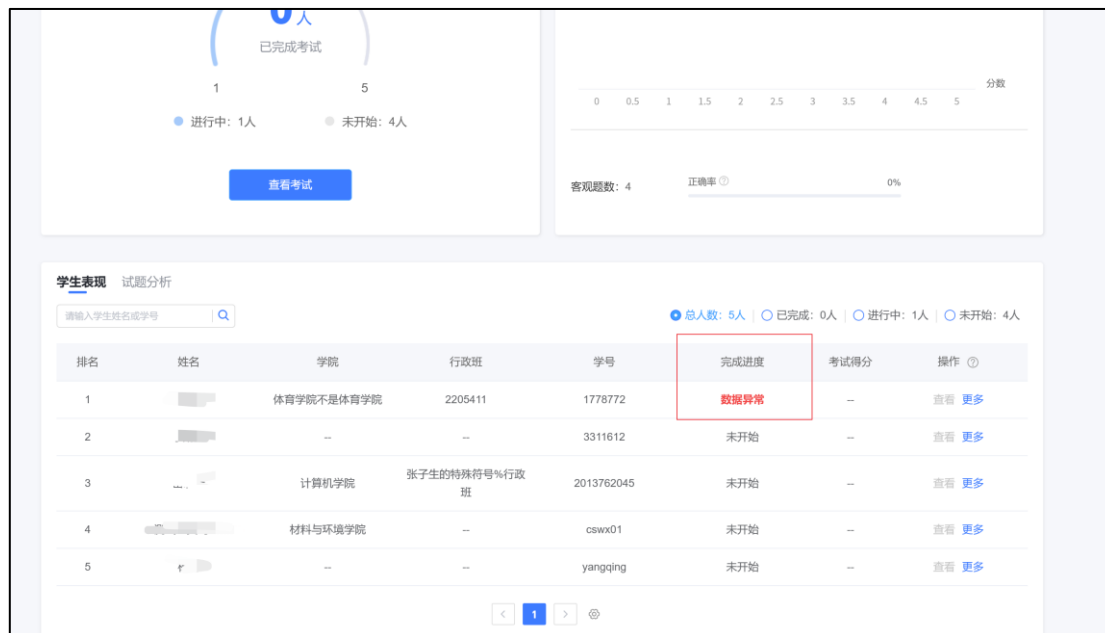 0人
已完成考试
1 5
进行中：1人 未开始：4人
查看考试
分数
0 0.5 1 1.5 2 2.5 3 3.5 4 4.5 5
客观题数：4 正确率 ? 0%
学生表现 试题分析
请输入学生姓名或学号
总人数：5人 | 已完成：0人 | 进行中：1人 | 未开始：4人
排名 姓名 学院 行政班 学号 完成进度 考试得分 操作 ?
1 体育学院不是体育学院 2205411 1778772 数据异常 -- 查看 更多
2 -- -- 3311612 未开始 -- 查看 更多
3 计算机学院 张子生的特殊符号%行政
班 2013762045 未开始 -- 查看 更多
4 材料与环境学院 -- cswx01 未开始 -- 查看 更多
5 -- -- yangqing 未开始 -- 查看 更多
< 1 >